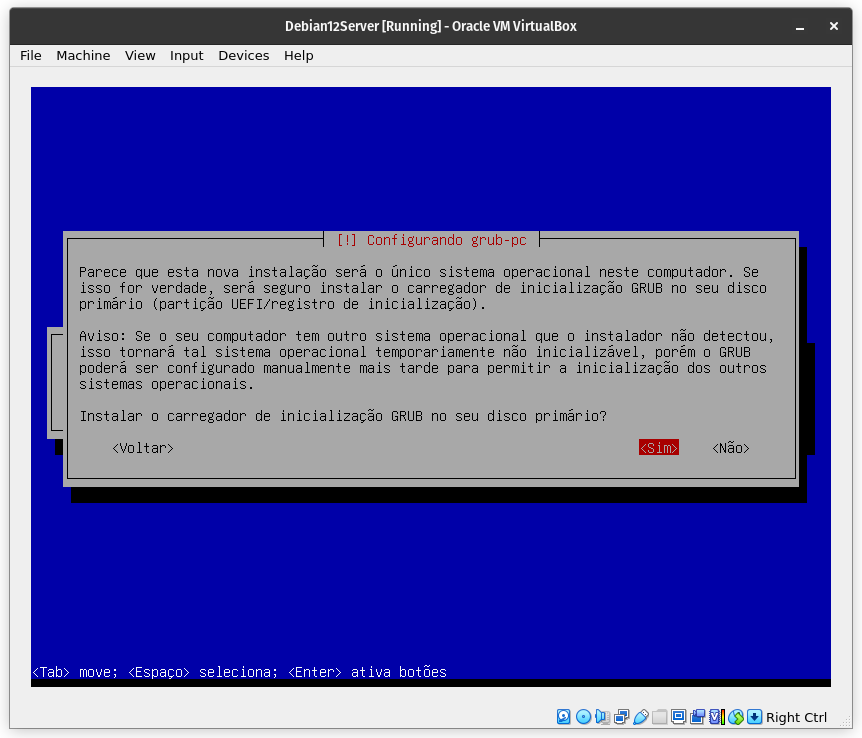 Debian12Server [Running] - Oracle VM VirtualBox
File Machine View Input Devices Help
[!] Configurando grub-pc
Parece que esta nova instalação será o único sistema operacional neste computador. Se
isso for verdade, será seguro instalar o carregador de inicialização GRUB no seu disco
primário (partição UEFI/registro de inicialização).
Aviso: Se o seu computador tem outro sistema operacional que o instalador não detectou,
isso tornará tal sistema operacional temporariamente não inicializável, porém o GRUB
poderá ser configurado manualmente mais tarde para permitir a inicialização dos outros
sistemas operacionais.
Instalar o carregador de inicialização GRUB no seu disco primário?
<Voltar> <Sim> <Não>
<Tab> move; <Espaço> seleciona; <Enter> ativa botões
Right Ctrl